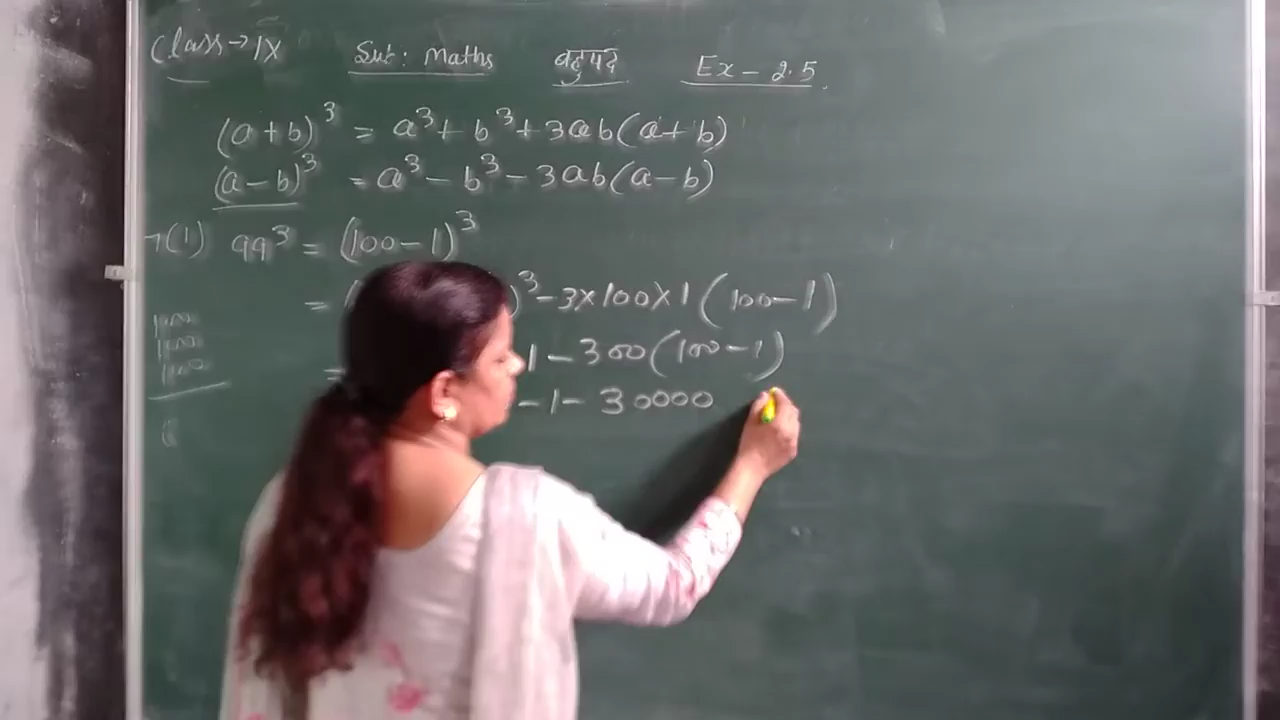 Class → IX Sub: Maths बहुपद Ex - 2.5
(a + b)³ = a³ + b³ + 3ab(a + b)
(a - b)³ = a³ - b³ - 3ab(a - b)
7(1) 99³ = (100 - 1)³
= ( )³ - 3 x 100 x 1 (100 - 1)
= 1 - 300 (100 - 1)
- 1 - 30000